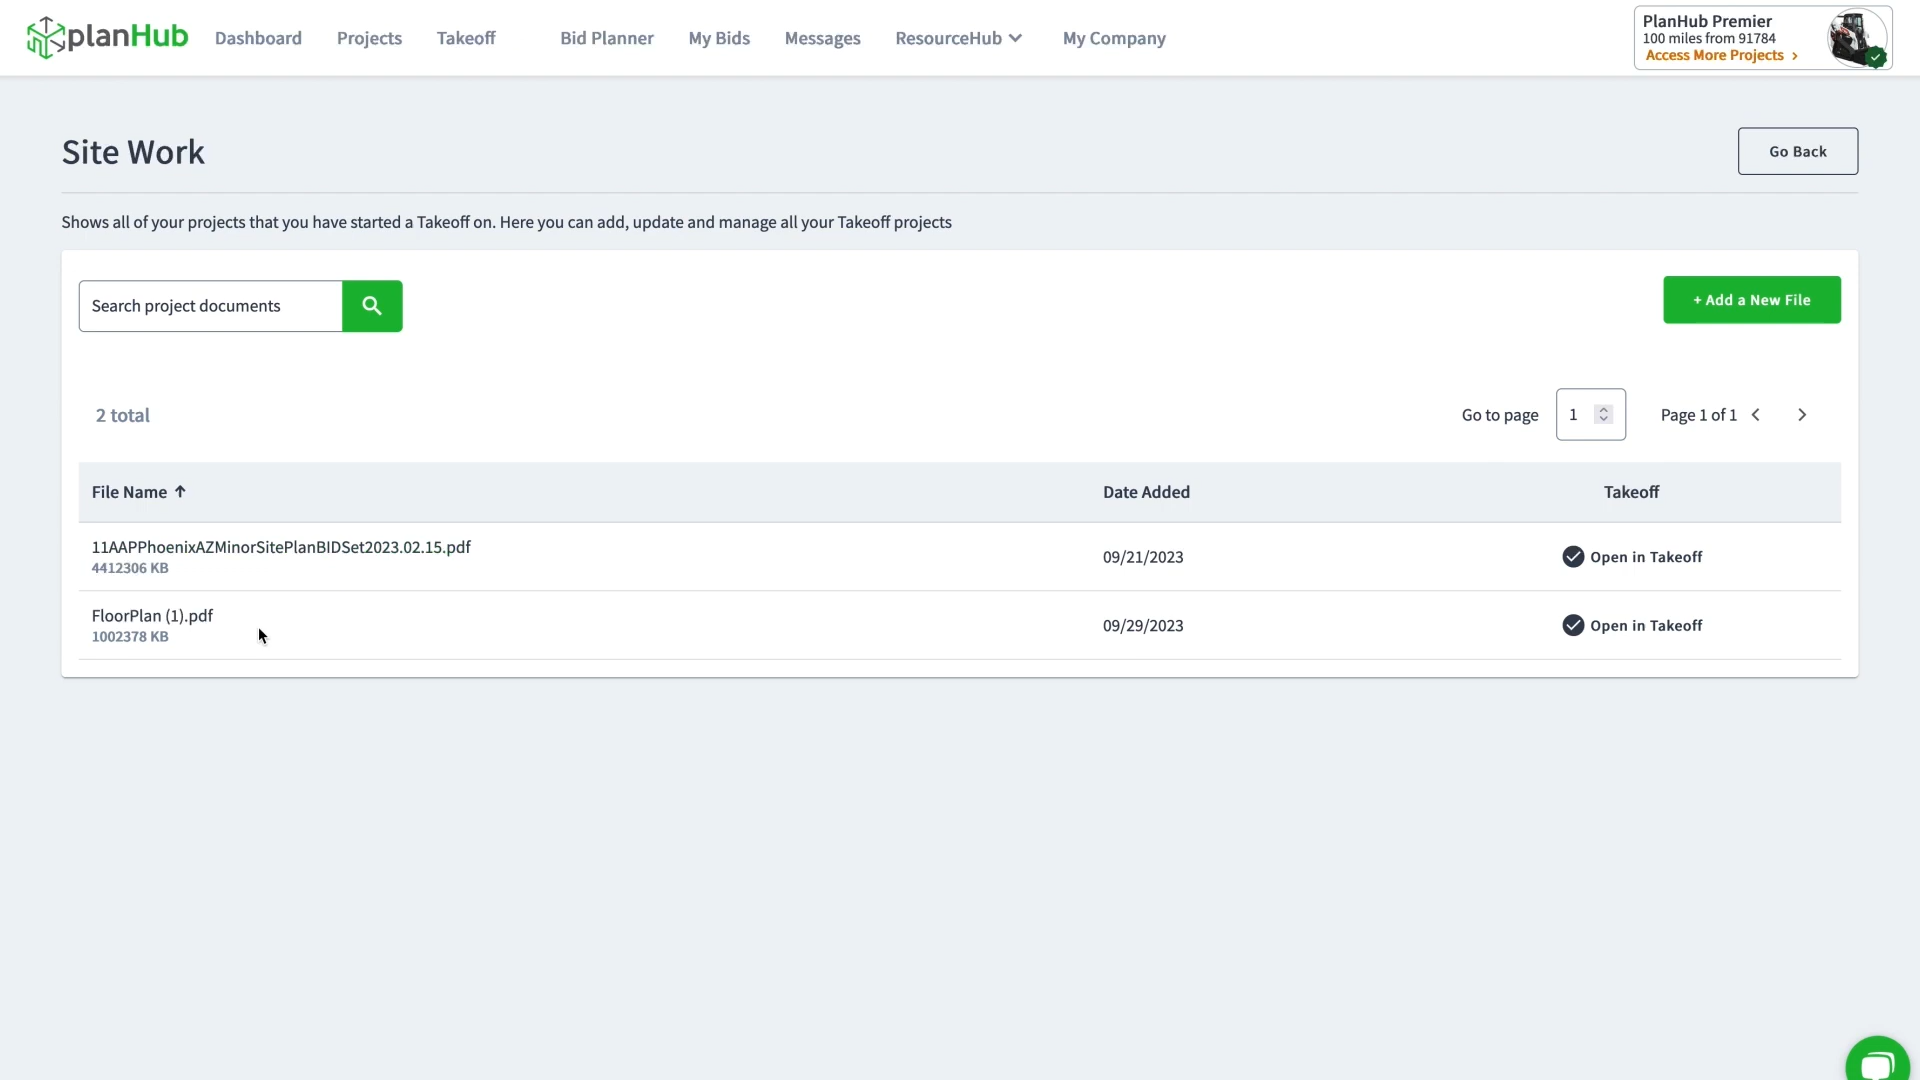 planHub Dashboard Projects Takeoff Bid Planner My Bids Messages ResourceHub My Company
PlanHub Premier
100 miles from 91784
Access More Projects >
Site Work
Go Back
Shows all of your projects that you have started a Takeoff on. Here you can add, update and manage all your Takeoff projects
Search project documents
+ Add a New File
2 total
Go to page 1 Page 1 of 1
File Name ↑ Date Added Takeoff
11AAPPhoenixAZMinorSitePlanBIDSet2023.02.15.pdf
4412306 KB
09/21/2023
Open in Takeoff
FloorPlan (1).pdf
1002378 KB
09/29/2023
Open in Takeoff